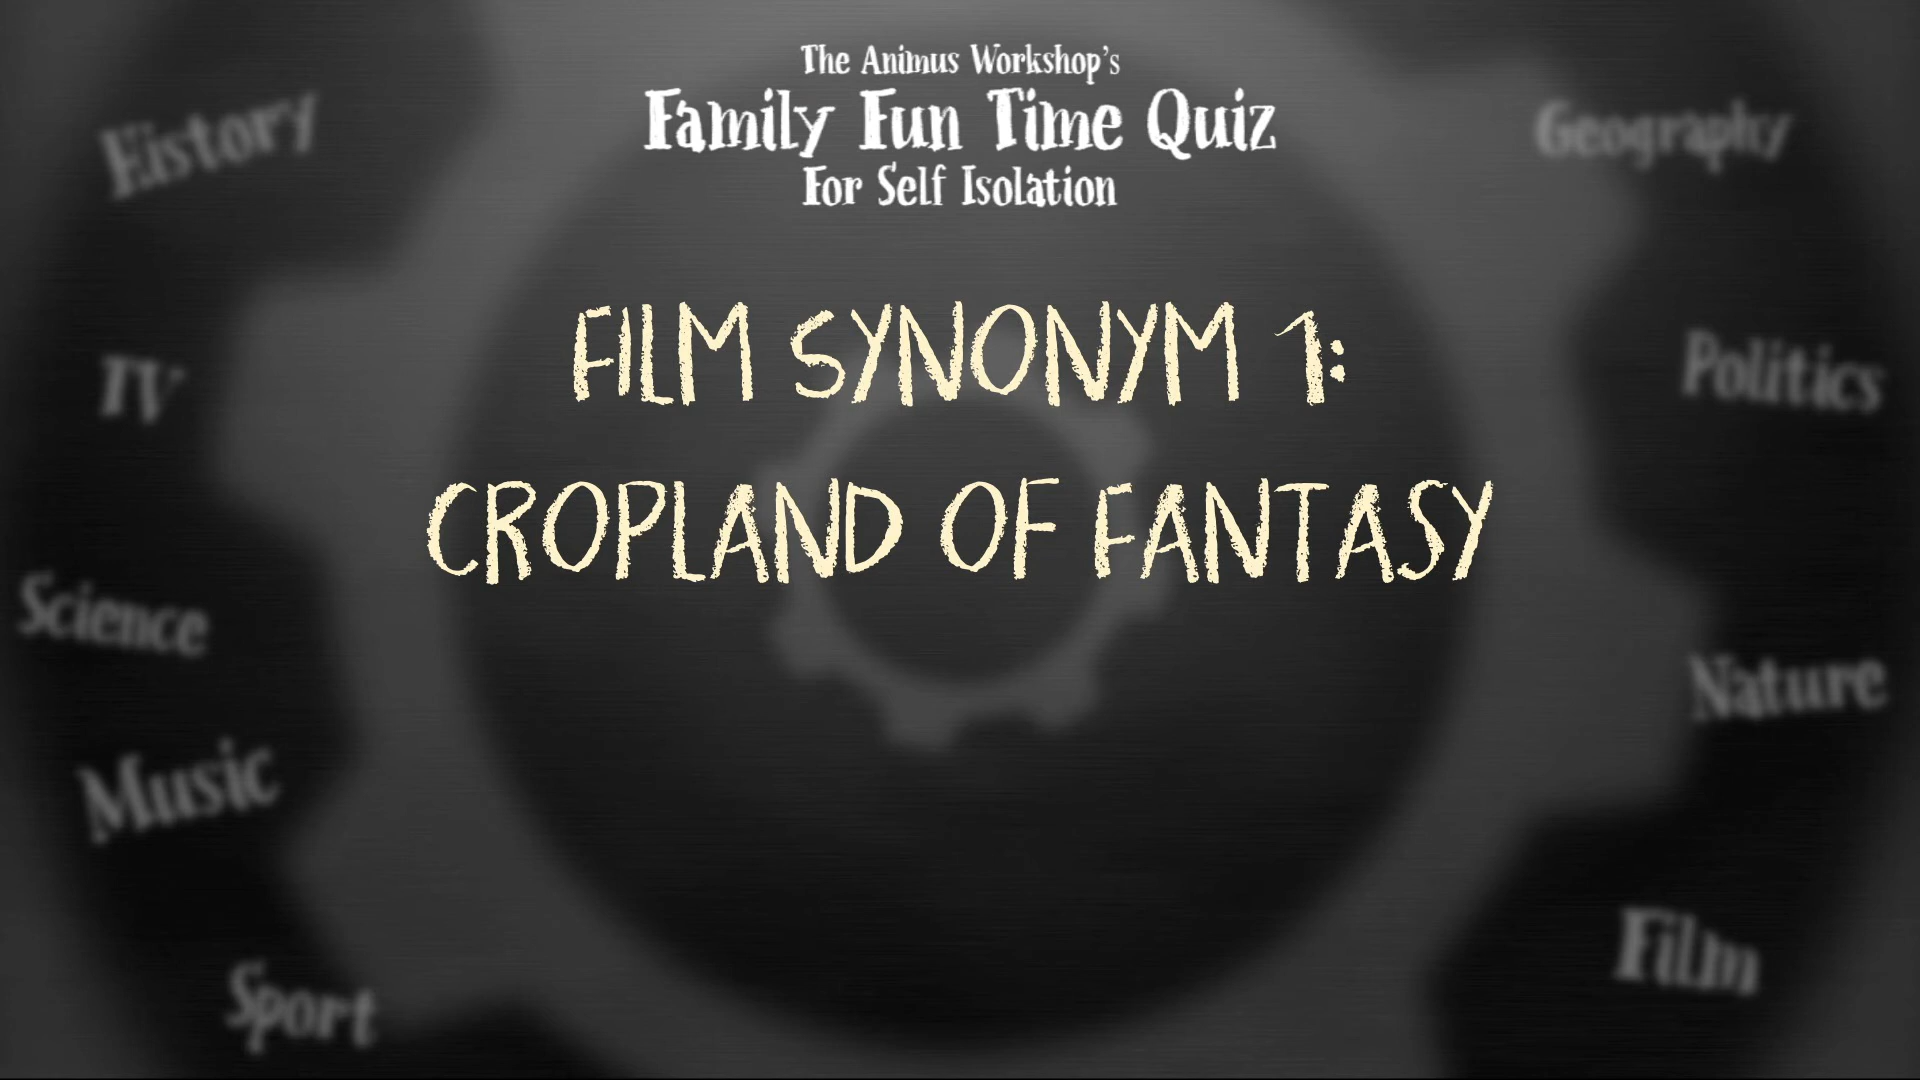 The Animus Workshop's
Family Fun Time Quiz
For Self Isolation
History
Geography
FILM SYNONYM 1:
TV
Politics
CROPLAND OF FANTASY
Science
Nature
Music
Film
Sport